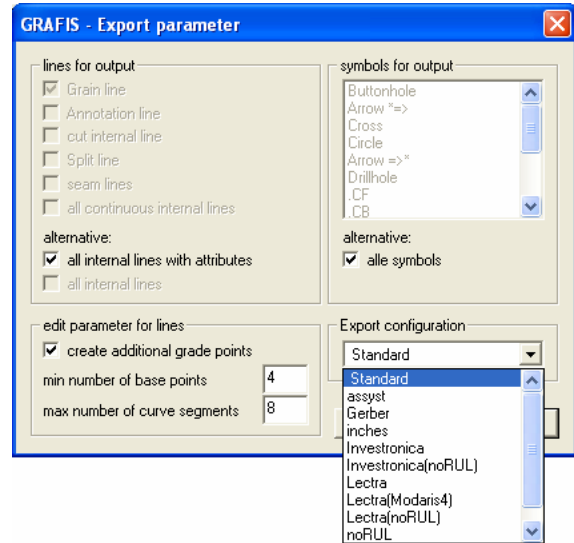 GRAFIS - Export parameter
lines for output
Grain line
Annotation line
cut internal line
Split line
seam lines
all continuous internal lines
alternative:
all internal lines with attributes
all internal lines
symbols for output
Buttonhole
Arrow *=>
Cross
Circle
Arrow =>*
Drillhole
.CF
.CB
alternative:
alle symbols
edit parameter for lines
create additional grade points
min number of base points 4
max number of curve segments 8
Export configuration
Standard
Standard
assyst
Gerber
inches
Investronica
Investronica(noRUL)
Lectra
Lectra(Modaris4)
Lectra(noRUL)
noRUL